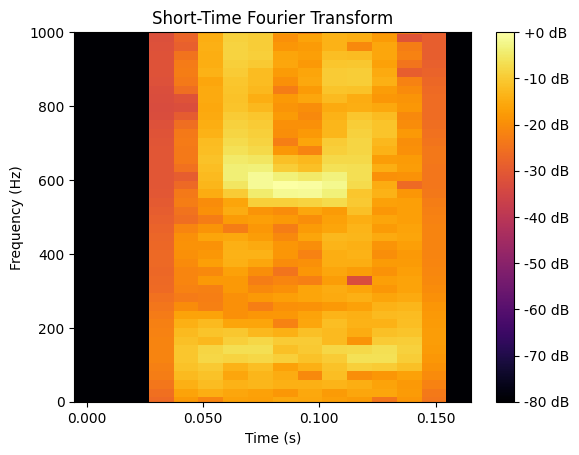 Short-Time Fourier Transform
1000
800
600
400
200
0
Frequency (Hz)
0.000
0.050
0.100
0.150
Time (s)
+0 dB
-10 dB
-20 dB
-30 dB
-40 dB
-50 dB
-60 dB
-70 dB
-80 dB